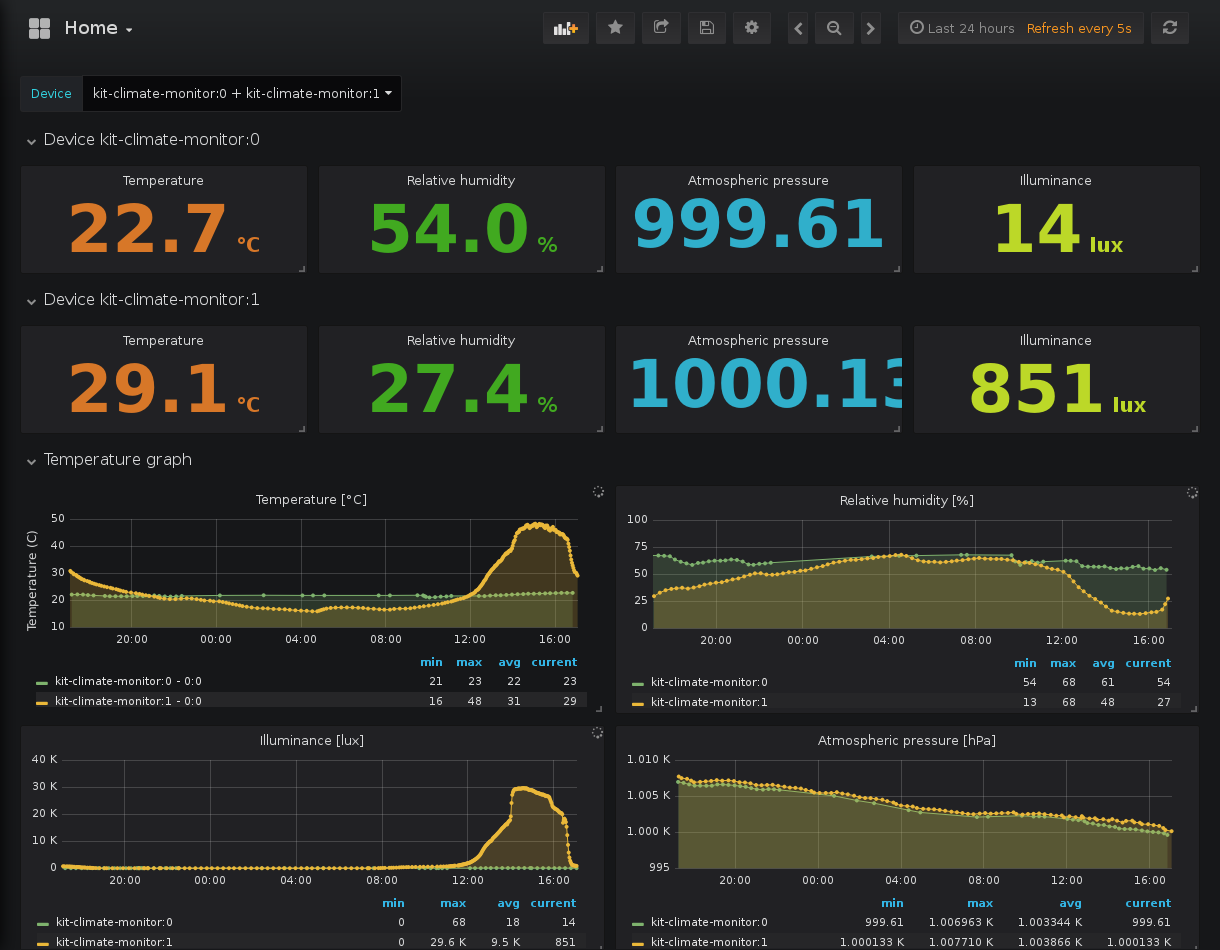 Home
Last 24 hours Refresh every 5s
Device kit-climate-monitor:0 + kit-climate-monitor:1
Device kit-climate-monitor:0
Temperature Relative humidity Atmospheric pressure Illuminance
22.7 °C 54.0 % 999.61 14 lux
Device kit-climate-monitor:1
Temperature Relative humidity Atmospheric pressure Illuminance
29.1 °C 27.4 % 1000.13 851 lux
Temperature graph
Temperature [°C]
Temperature (C)
50
40
30
20
10
20:00 00:00 04:00 08:00 12:00 16:00
min max avg current
kit-climate-monitor:0 - 0:0 21 23 22 23
kit-climate-monitor:1 - 0:0 16 48 31 29
Relative humidity [%]
100
75
50
25
0
20:00 00:00 04:00 08:00 12:00 16:00
min max avg current
kit-climate-monitor:0 54 68 61 54
kit-climate-monitor:1 13 68 48 27
Illuminance [lux]
40 K
30 K
20 K
10 K
0
20:00 00:00 04:00 08:00 12:00 16:00
min max avg current
kit-climate-monitor:0 0 68 18 14
kit-climate-monitor:1 0 29.6 K 9.5 K 851
Atmospheric pressure [hPa]
1.010 K
1.005 K
1.000 K
995
20:00 00:00 04:00 08:00 12:00 16:00
min max avg current
kit-climate-monitor:0 999.61 1.006963 K 1.003344 K 999.61
kit-climate-monitor:1 1.000133 K 1.007710 K 1.003866 K 1.000133 K